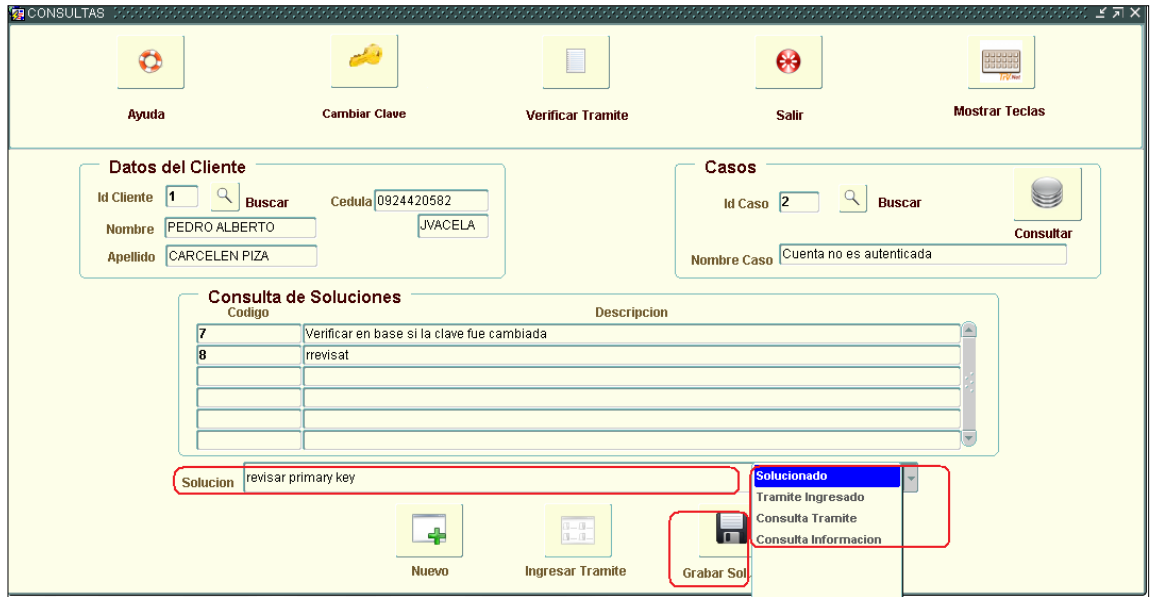 CONSULTAS
Ayuda
Cambiar Clave
Verificar Tramite
Salir
Mostrar Teclas
Datos del Cliente
Id Cliente 1 Buscar Cedula 0924420582
Nombre PEDRO ALBERTO JVACELA
Apellido CARCELEN PIZA
Casos
Id Caso 2 Buscar
Consultar
Nombre Caso Cuenta no es autenticada
Consulta de Soluciones
Codigo Descripcion
7 Verificar en base si la clave fue cambiada
8 rrevisat
Solucion revisar primary key
Solucionado
Tramite Ingresado
Consulta Tramite
Consulta Informacion
Nuevo
Ingresar Tramite
Grabar Sol